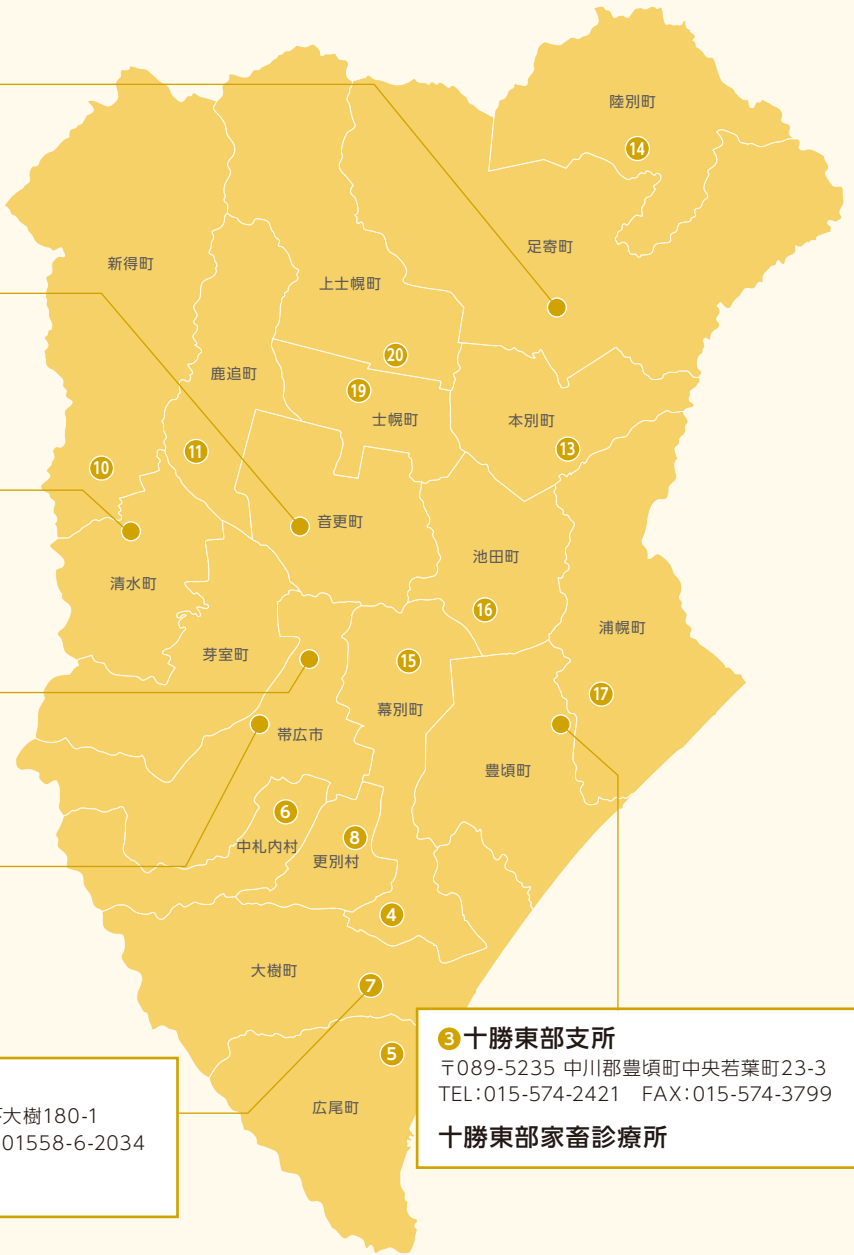 陸別町
14
足寄町
新得町
上士幌町
20
鹿追町
19
士幌町
本別町
13
11
10
音更町
池田町
清水町
16
浦幌町
芽室町
15
17
幕別町
帯広市
豊頃町
6
中札内村
8
更別村
4
大樹町
7
5
広尾町
3十勝東部支所
〒089-5235 中川郡豊頃町中央若葉町23-3
TEL:015-574-2421 FAX:015-574-3799
十勝東部家畜診療所
大樹180-1
01558-6-2034